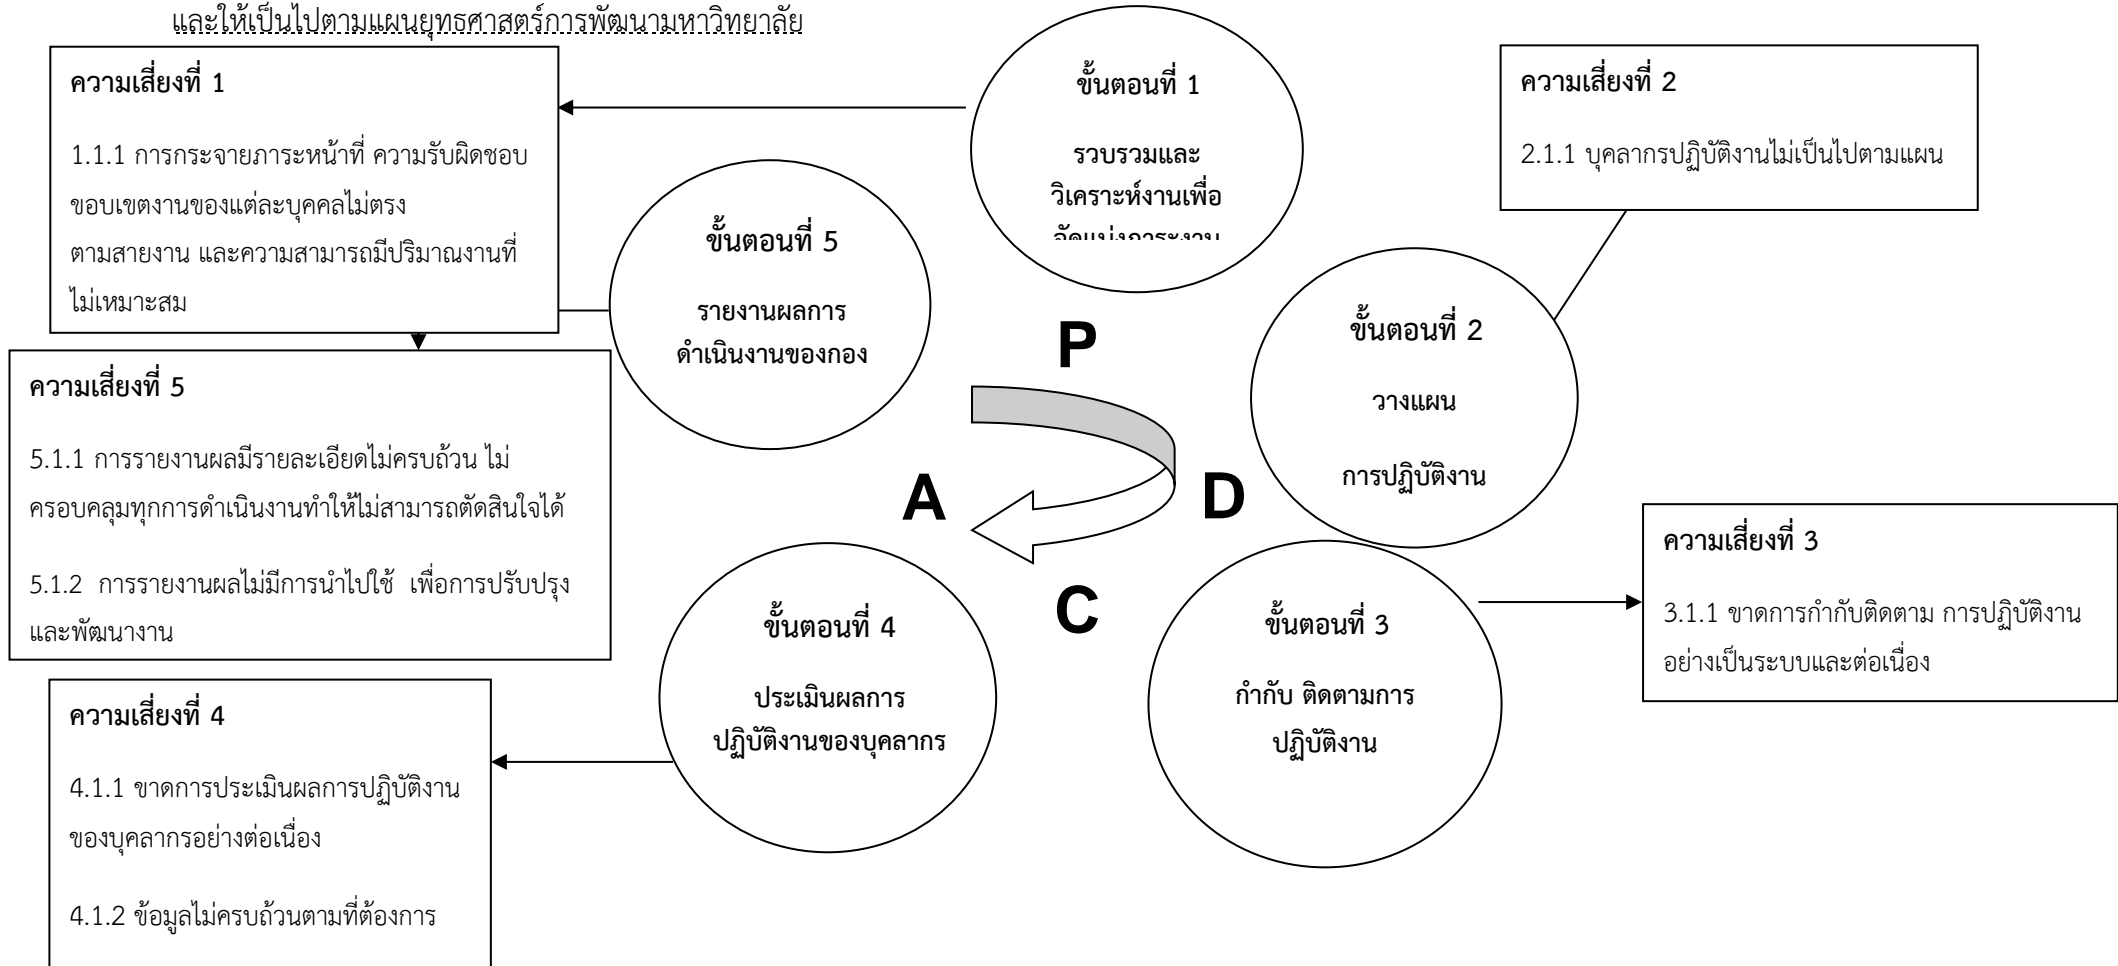 และให้เป็นไปตามแผนยุทธศาสตร์การพัฒนามหาวิทยาลัย
ความเสี่ยงที่ 1
1.1.1 การกระจายภาระหน้าที่ ความรับผิดชอบ
ขอบเขตงานของแต่ละบุคคลไม่ตรง
ตามสายงาน และความสามารถมีปริมาณงานที่
ไม่เหมาะสม
ขั้นตอนที่ 1
รวบรวมและ
วิเคราะห์งานเพื่อ
จัดแบ่งภาระงาน
ความเสี่ยงที่ 2
2.1.1 บุคลากรปฏิบัติงานไม่เป็นไปตามแผน
ขั้นตอนที่ 5
รายงานผลการ
ดำเนินงานของกอง
ขั้นตอนที่ 2
วางแผน
การปฏิบัติงาน
P
A
D
C
ความเสี่ยงที่ 5
5.1.1 การรายงานผลมีรายละเอียดไม่ครบถ้วน ไม่
ครอบคลุมทุกการดำเนินงานทำให้ไม่สามารถตัดสินใจได้
5.1.2 การรายงานผลไม่มีการนำไปใช้ เพื่อการปรับปรุง
และพัฒนางาน
ความเสี่ยงที่ 3
3.1.1 ขาดการกำกับติดตาม การปฏิบัติงาน
อย่างเป็นระบบและต่อเนื่อง
ขั้นตอนที่ 4
ประเมินผลการ
ปฏิบัติงานของบุคลากร
ขั้นตอนที่ 3
กำกับ ติดตามการ
ปฏิบัติงาน
ความเสี่ยงที่ 4
4.1.1 ขาดการประเมินผลการปฏิบัติงาน
ของบุคลากรอย่างต่อเนื่อง
4.1.2 ข้อมูลไม่ครบถ้วนตามที่ต้องการ